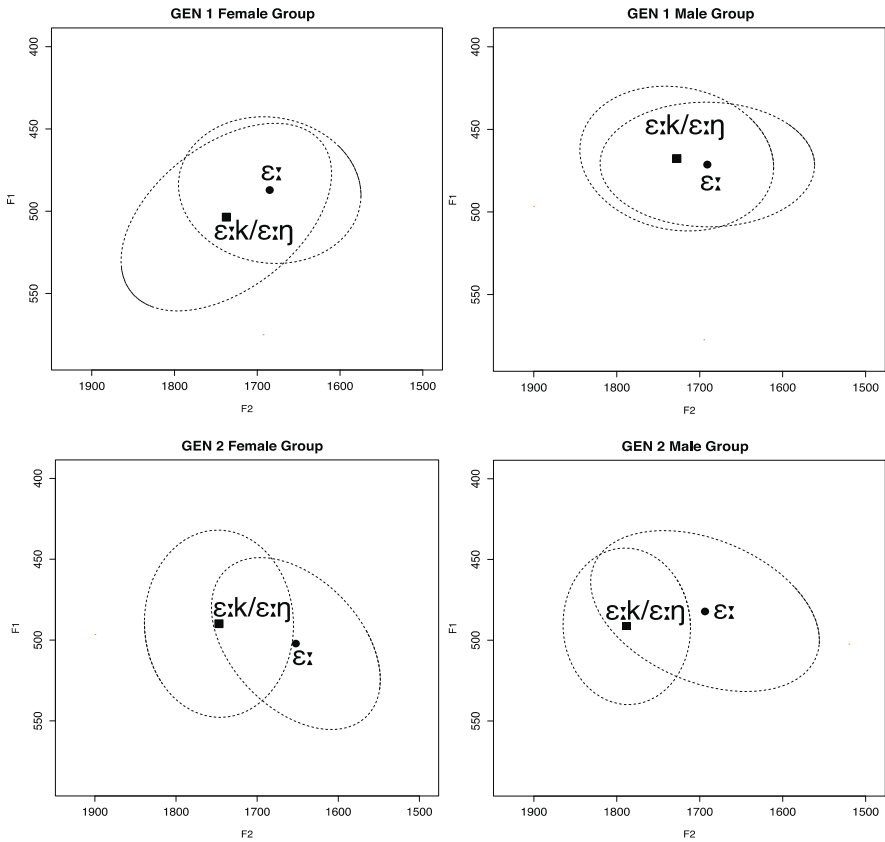 GEN 1 Female Group
400
450
500
550
F1
ɛː
ɛːk/ɛːŋ
1900 1800 1700 1600 1500
F2
GEN 1 Male Group
400
450
500
550
F1
ɛːk/ɛːŋ
ɛː
1900 1800 1700 1600 1500
F2
GEN 2 Female Group
400
450
500
550
F1
ɛːk/ɛːŋ
ɛː
1900 1800 1700 1600 1500
F2
GEN 2 Male Group
400
450
500
550
F1
ɛːk/ɛːŋ
ɛː
1900 1800 1700 1600 1500
F2